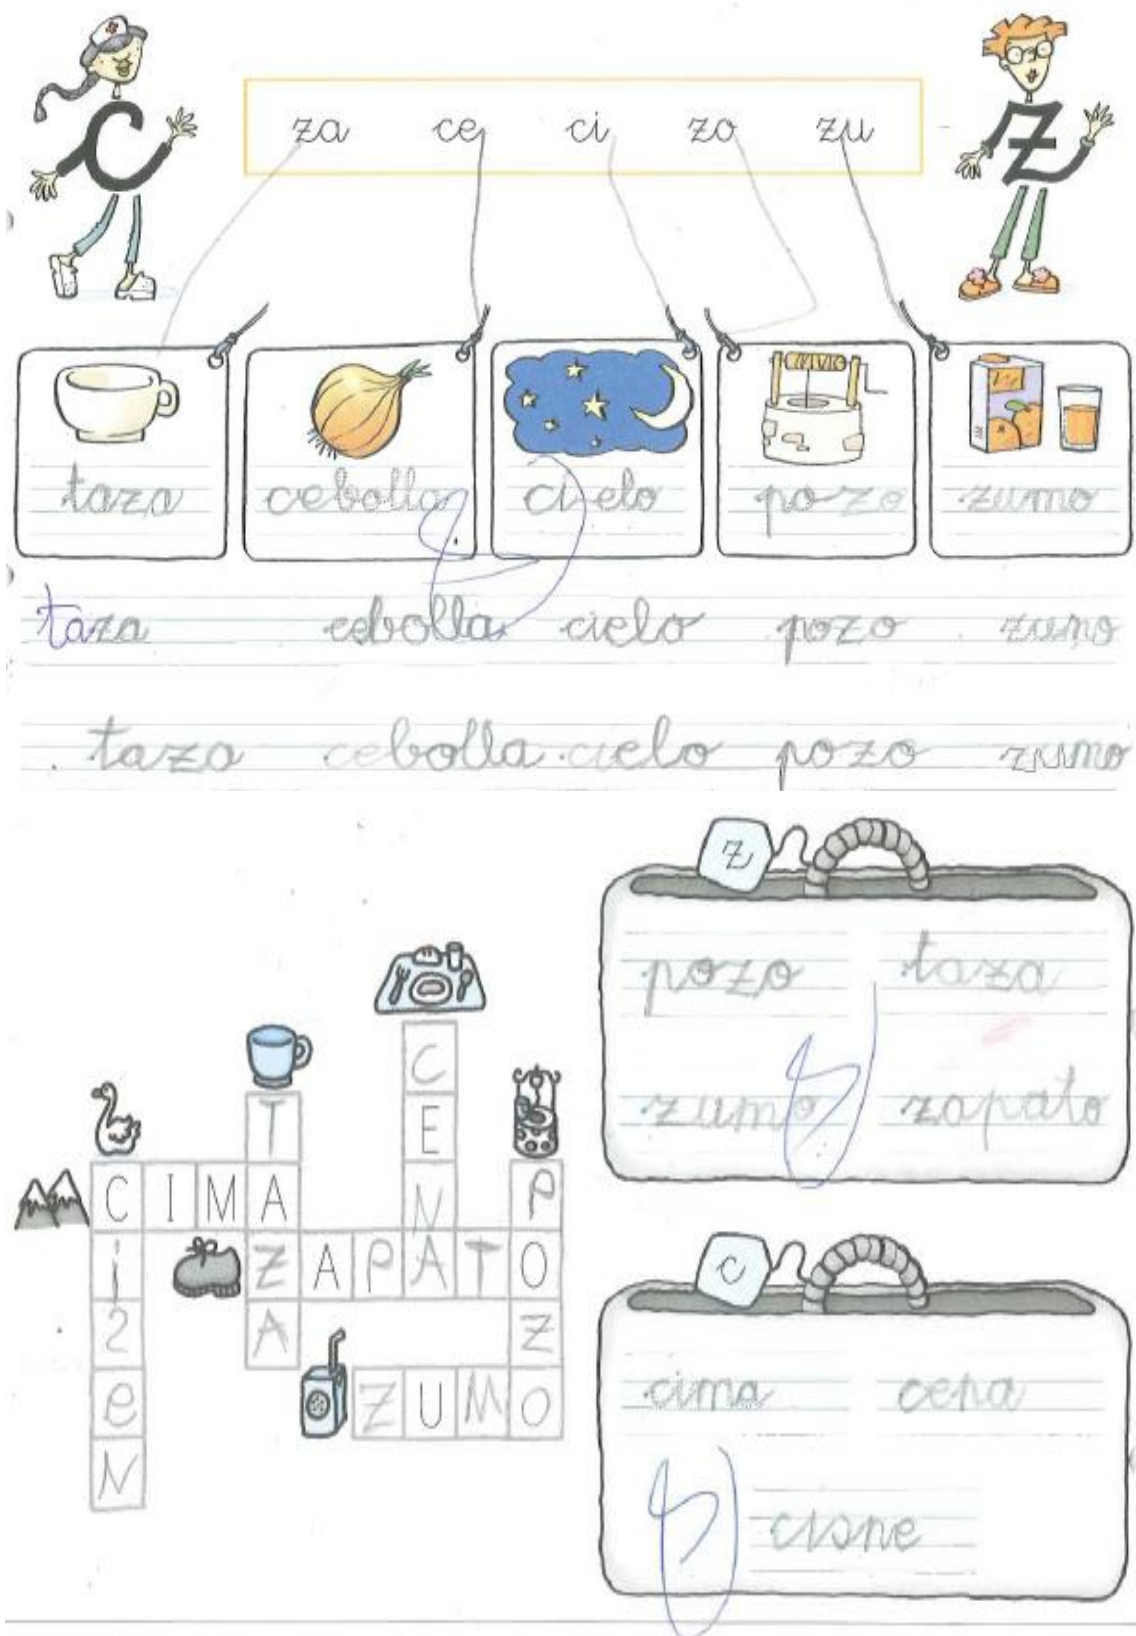 C
Z
za ce ci zo zu
taza cebolla cielo pozo zumo
taza cebolla cielo pozo zumo
taza cebolla cielo pozo zumo
Z
pozo taza
zumo zapato
C
E
T
N
CIMA
P
ZAPATO
A
O
i
Z
s
ZUMO
e
N
C
cima cena
cisne